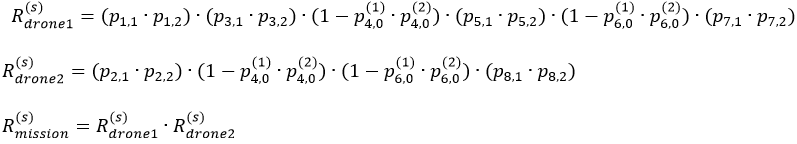 R_{drone1}^{(s)} = (p_{1,1} · p_{1,2}) · (p_{3,1} · p_{3,2}) · (1 − p_{4,0}^{(1)} · p_{4,0}^{(2)}) · (p_{5,1} · p_{5,2}) · (1 − p_{6,0}^{(1)} · p_{6,0}^{(2)}) · (p_{7,1} · p_{7,2})
R_{drone2}^{(s)} = (p_{2,1} · p_{2,2}) · (1 − p_{4,0}^{(1)} · p_{4,0}^{(2)}) · (1 − p_{6,0}^{(1)} · p_{6,0}^{(2)}) · (p_{8,1} · p_{8,2})
R_{mission}^{(s)} = R_{drone1}^{(s)} · R_{drone2}^{(s)}